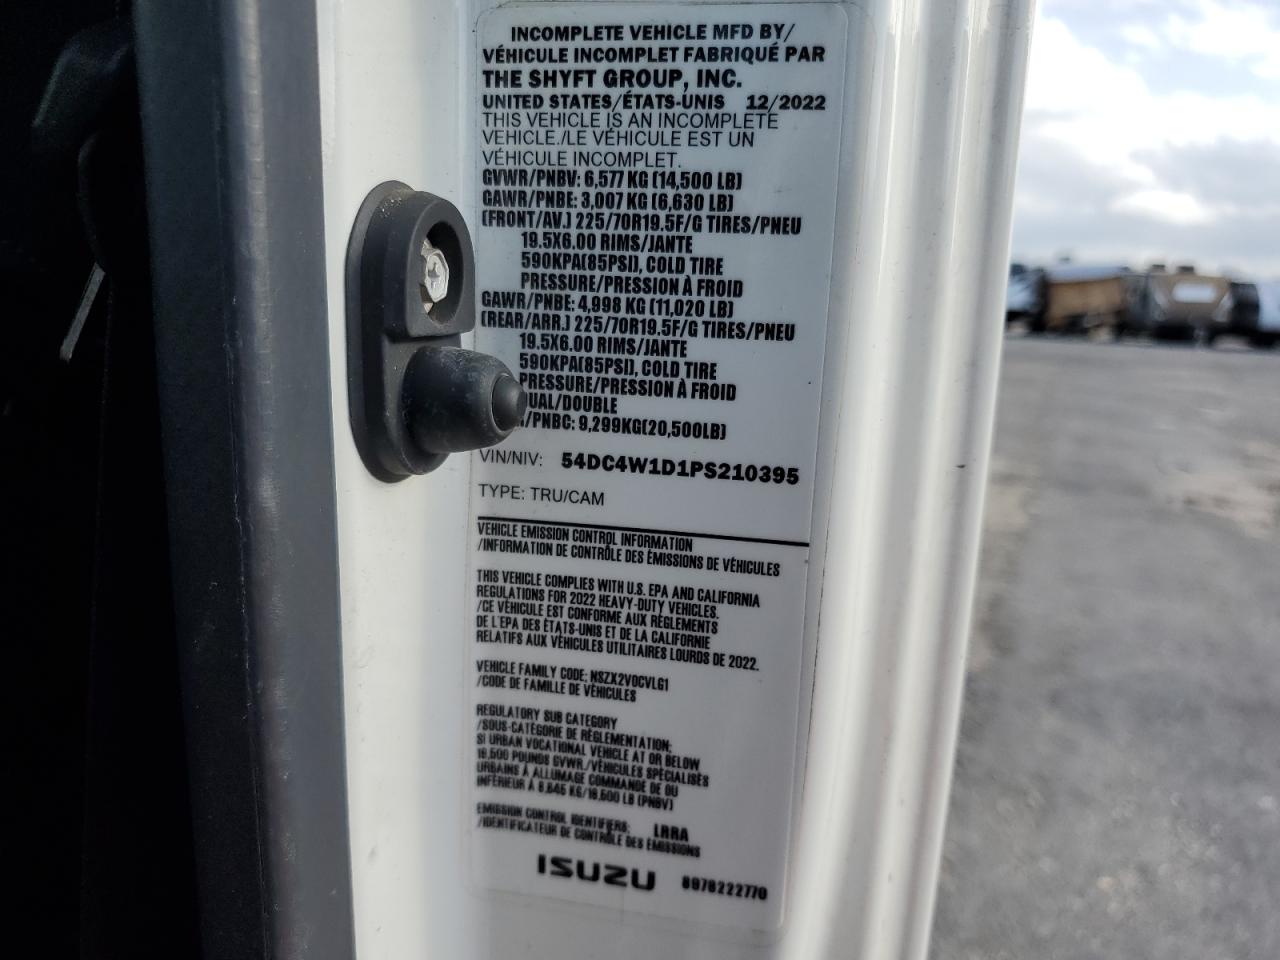 INCOMPLETE VEHICLE MFD BY/
VÉHICULE INCOMPLET FABRIQUÉ PAR
THE SHYFT GROUP, INC.
UNITED STATES/ÉTATS-UNIS 12/2022
THIS VEHICLE IS AN INCOMPLETE
VEHICLE./LE VÉHICULE EST UN
VÉHICULE INCOMPLET.
GVWR/PNBV: 6,577 KG (14,500 LB)
GAWR/PNBE: 3,007 KG (6,630 LB)
(FRONT/AV.) 225/70R19.5F/G TIRES/PNEU
19.5X6.00 RIMS/JANTE
590KPA(85PSI), COLD TIRE
PRESSURE/PRESSION À FROID
GAWR/PNBE: 4,998 KG (11,020 LB)
(REAR/ARR.) 225/70R19.5F/G TIRES/PNEU
19.5X6.00 RIMS/JANTE
590KPA(85PSI), COLD TIRE
PRESSURE/PRESSION À FROID
UAL/DOUBLE
/PNBC: 9,299KG(20,500LB)
VIN/NIV: 54DC4W1D1PS210395
TYPE: TRU/CAM
VEHICLE EMISSION CONTROL INFORMATION
/INFORMATION DE CONTRÔLE DES ÉMISSIONS DE VÉHICULES
THIS VEHICLE COMPLIES WITH U.S. EPA AND CALIFORNIA
REGULATIONS FOR 2022 HEAVY-DUTY VEHICLES.
/CE VÉHICULE EST CONFORME AUX RÈGLEMENTS
DE L'EPA DES ÉTATS-UNIS ET DE LA CALIFORNIE
RELATIFS AUX VÉHICULES UTILITAIRES LOURDS DE 2022.
VEHICLE FAMILY CODE: NSZX2VOCVLG1
/CODE DE FAMILLE DE VÉHICULES
REGULATORY SUB CATEGORY
/SOUS-CATÉGORIE DE RÉGLEMENTATION:
SI URBAN VOCATIONAL VEHICLE AT OR BELOW
19,500 POUNDS GVWR./VÉHICULES SPÉCIALISÉS
URBAINS À ALLUMAGE COMMANDÉ DE OU
INFÉRIEUR À 8,845 KG/19,500 LB (PNBV)
EMISSION CONTROL IDENTIFIERS: LRRA
/IDENTIFICATEUR DE CONTRÔLE DES ÉMISSIONS
ISUZU 8978222770